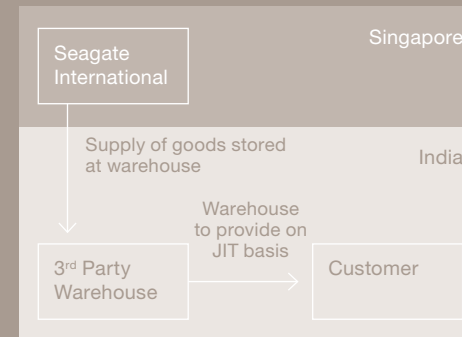 Singapore
Seagate
International
Supply of goods stored
at warehouse
India
Warehouse
to provide on
JIT basis
3rd Party
Warehouse
Customer